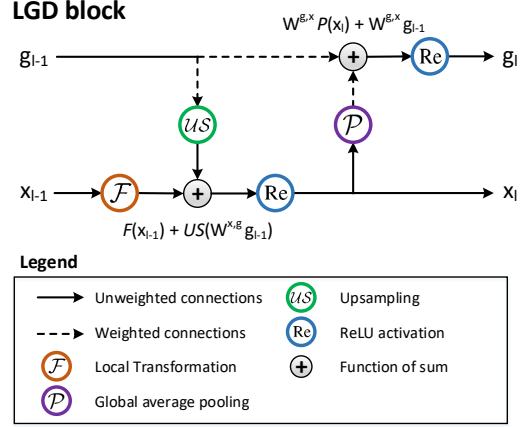 LGD block
W^{g,x} P(x_l) + W^{g,x} g_{l-1}
g_{l-1} + Re g_l
US P
x_{l-1} F + Re x_l
F(x_{l-1}) + US(W^{x,g} g_{l-1})
Legend
Unweighted connections US Upsampling
Weighted connections Re ReLU activation
F Local Transformation + Function of sum
P Global average pooling